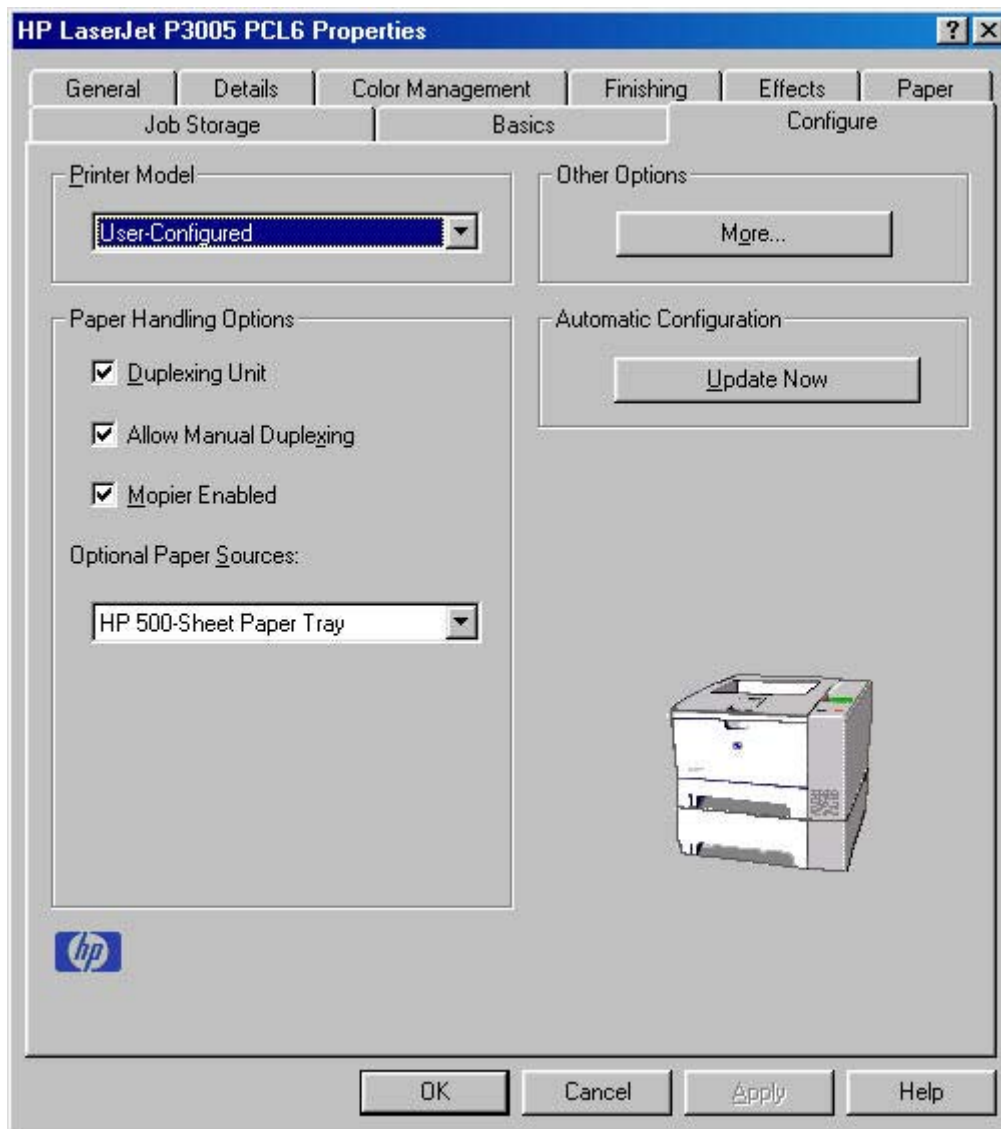 HP LaserJet P3005 PCL6 Properties
General Details Color Management Finishing Effects Paper
Job Storage Basics Configure
Printer Model
User-Configured
Other Options
More...
Paper Handling Options
Duplexing Unit
Allow Manual Duplexing
Mopier Enabled
Optional Paper Sources:
HP 500-Sheet Paper Tray
Automatic Configuration
Update Now
hp
OK Cancel Apply Help